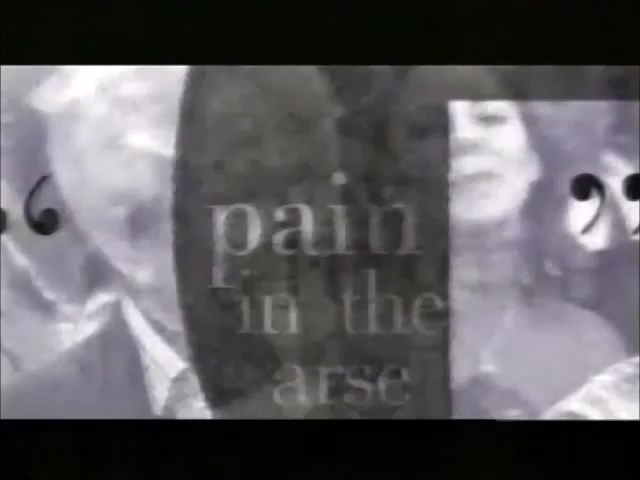 “ pain ”
in the
arse